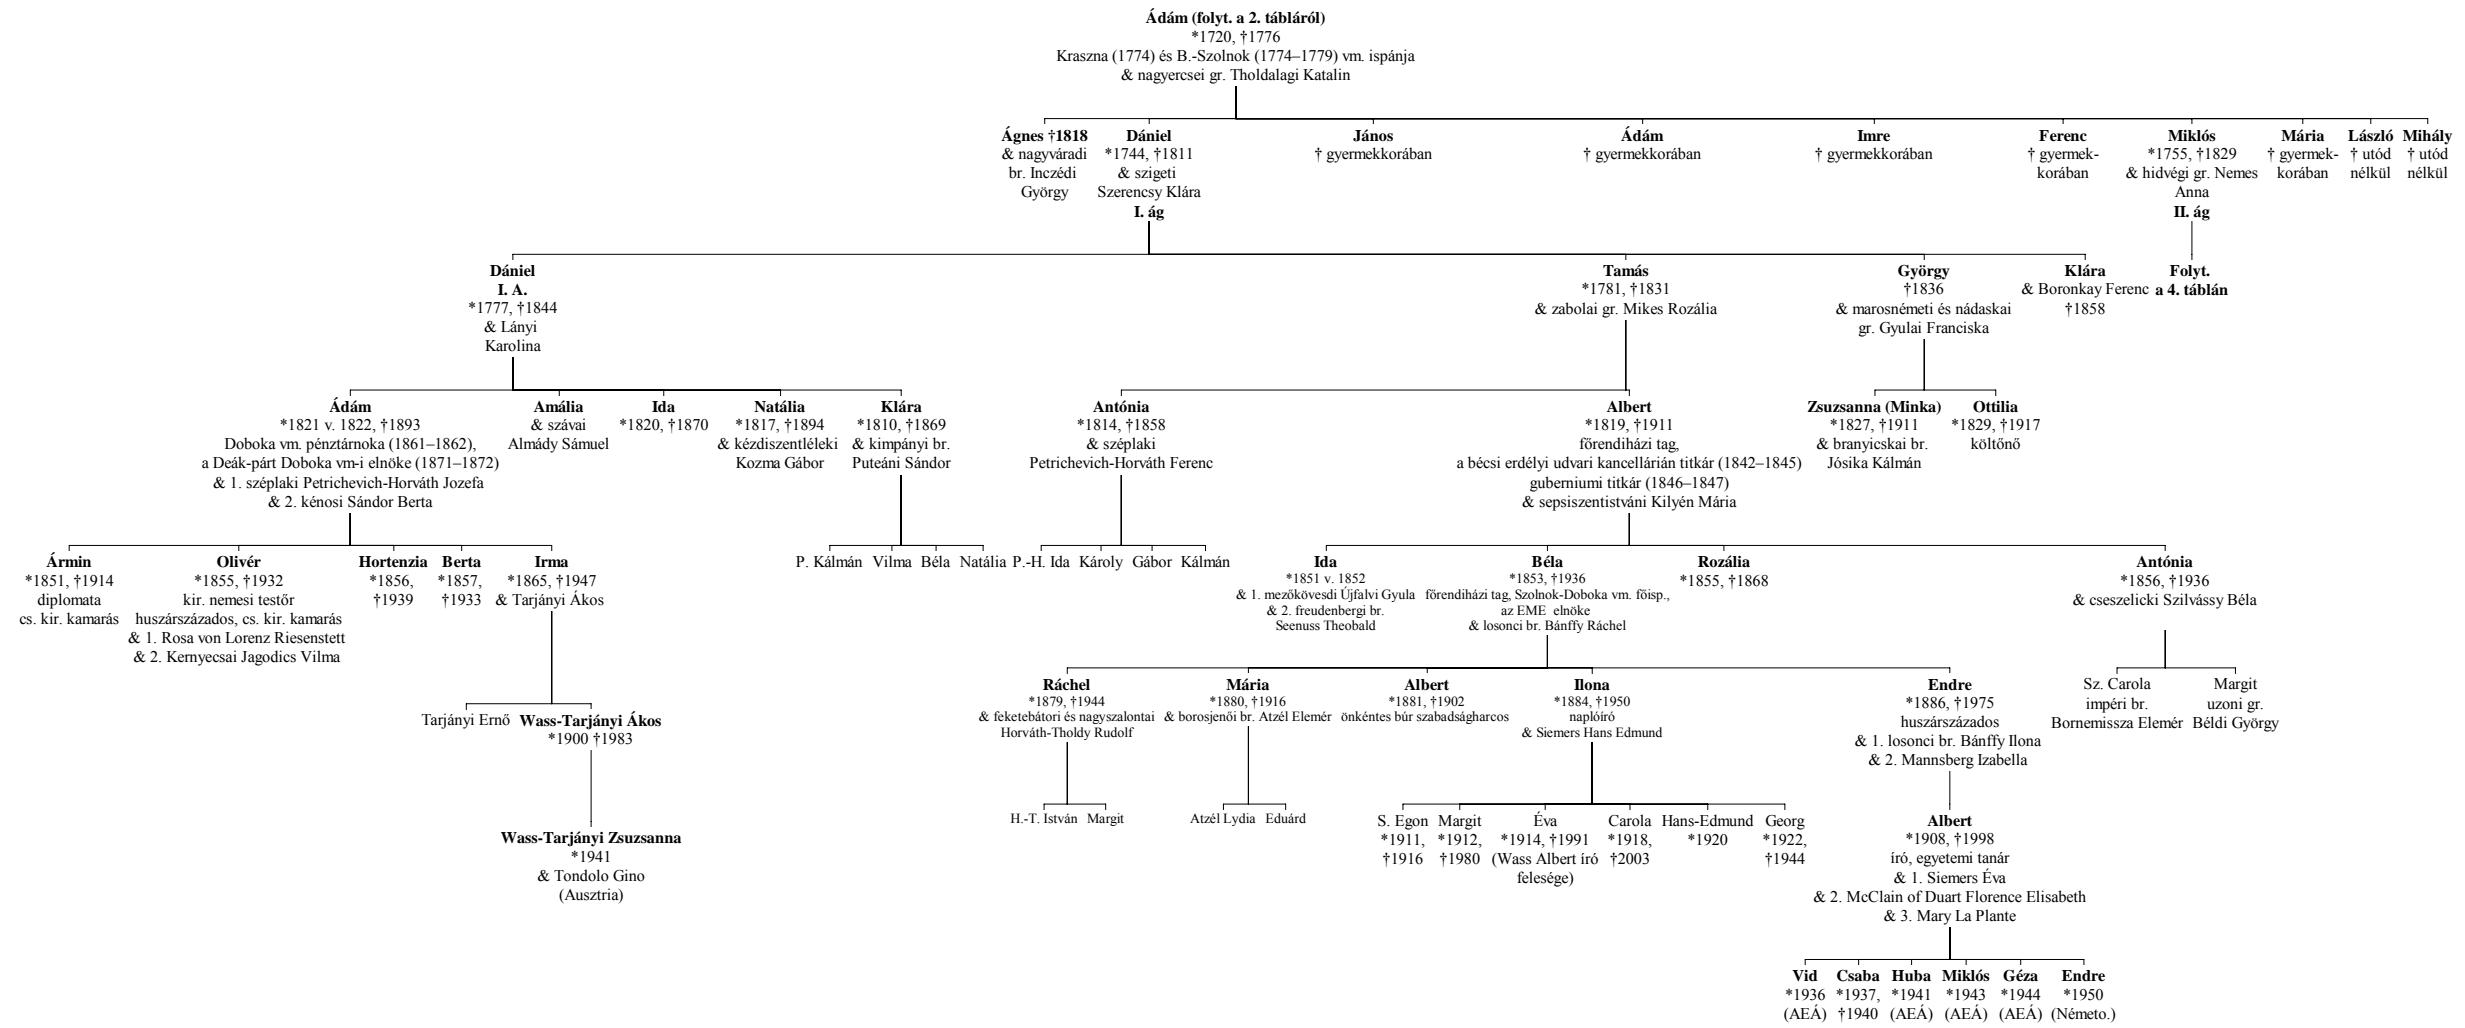 Ádám (folyt. a 2. tábláról)
*1720, †1776
Kraszna (1774) és B.-Szolnok (1774–1779) vm. ispánja
& nagyercsei gr. Tholdalagi Katalin
Ágnes †1818
& nagyváradi
br. Inczédi
György
Dániel
*1744, †1811
& szigeti
Szerencsy Klára
I. ág
János
† gyermekkorában
Ádám
† gyermekkorában
Imre
† gyermekkorában
Ferenc
† gyermek-
korában
Miklós
*1755, †1829
& hidvégi gr. Nemes
Anna
II. ág
Mária
† gyermek-
korában
László
† utód
nélkül
Mihály
† utód
nélkül
Dániel
I. A.
*1777, †1844
& Lányi
Karolina
Tamás
*1781, †1831
& zabolai gr. Mikes Rozália
György
†1836
& marosnémeti és nádaskai
gr. Gyulai Franciska
Klára
& Boronkay Ferenc
†1858
Folyt.
a 4. táblán
Ádám
*1821 v. 1822, †1893
Doboka vm. pénztárnoka (1861–1862),
a Deák-párt Doboka vm-i elnöke (1871–1872)
& 1. széplaki Petrichevich-Horváth Jozefa
& 2. kénosi Sándor Berta
Amália
& szávai
Almády Sámuel
Ida
*1820, †1870
Natália
*1817, †1894
& kézdiszentléleki
Kozma Gábor
Klára
*1810, †1869
& kimpányi br.
Puteáni Sándor
Antónia
*1814, †1858
& széplaki
Petrichevich-Horváth Ferenc
Albert
*1819, †1911
főrendiházi tag,
a bécsi erdélyi udvari kancellárián titkár (1842–1845)
guberniumi titkár (1846–1847)
& sepsiszentistváni Kilyén Mária
Zsuzsanna (Minka)
*1827, †1911
& branyicskai br.
Jósika Kálmán
Ottilia
*1829, †1917
költőnő
Ármin
*1851, †1914
diplomata
cs. kir. kamarás
Olivér
*1855, †1932
kir. nemesi testőr
huszárszázados, cs. kir. kamarás
& 1. Rosa von Lorenz Riesenstett
& 2. Kernyecsai Jagodics Vilma
Hortenzia
*1856,
†1939
Berta
*1857,
†1933
Irma
*1865, †1947
& Tarjányi Ákos
P. Kálmán Vilma Béla Natália
P.-H. Ida Károly Gábor Kálmán
Ida
*1851 v. 1852
& 1. mezőkövesdi Újfalvi Gyula
& 2. freudenbergi br.
Seenuss Theobald
Béla
*1853, †1936
főrendiházi tag, Szolnok-Doboka vm. főisp.,
az EME elnöke
& losonci br. Bánffy Ráchel
Rozália
*1855, †1868
Antónia
*1856, †1936
& cseszelicki Szilvássy Béla
Tarjányi Ernő
Wass-Tarjányi Ákos
*1900 †1983
Ráchel
*1879, †1944
& feketebátori és nagyszalontai
Horváth-Tholdy Rudolf
Mária
*1880, †1916
& borosjenői br. Atzél Elemér
Albert
*1881, †1902
önkéntes búr szabadságharcos
Ilona
*1884, †1950
naplóíró
& Siemers Hans Edmund
Endre
*1886, †1975
huszárszázados
& 1. losonci br. Bánffy Ilona
& 2. Mannsberg Izabella
Sz. Carola
impéri br.
Bornemissza Elemér
Margit
uzoni gr.
Béldi György
Wass-Tarjányi Zsuzsanna
*1941
& Tondolo Gino
(Ausztria)
H.-T. István Margit
Atzél Lydia Eduárd
S. Egon
*1911,
†1916
Margit
*1912,
†1980
Éva
*1914, †1991
(Wass Albert író
felesége)
Carola
*1918,
†2003
Hans-Edmund
*1920
Georg
*1922,
†1944
Albert
*1908, †1998
író, egyetemi tanár
& 1. Siemers Éva
& 2. McClain of Duart Florence Elisabeth
& 3. Mary La Plante
Vid
*1936
(AEÁ)
Csaba
*1937,
†1940
Huba
*1941
(AEÁ)
Miklós
*1943
(AEÁ)
Géza
*1944
(AEÁ)
Endre
*1950
(Németo.)